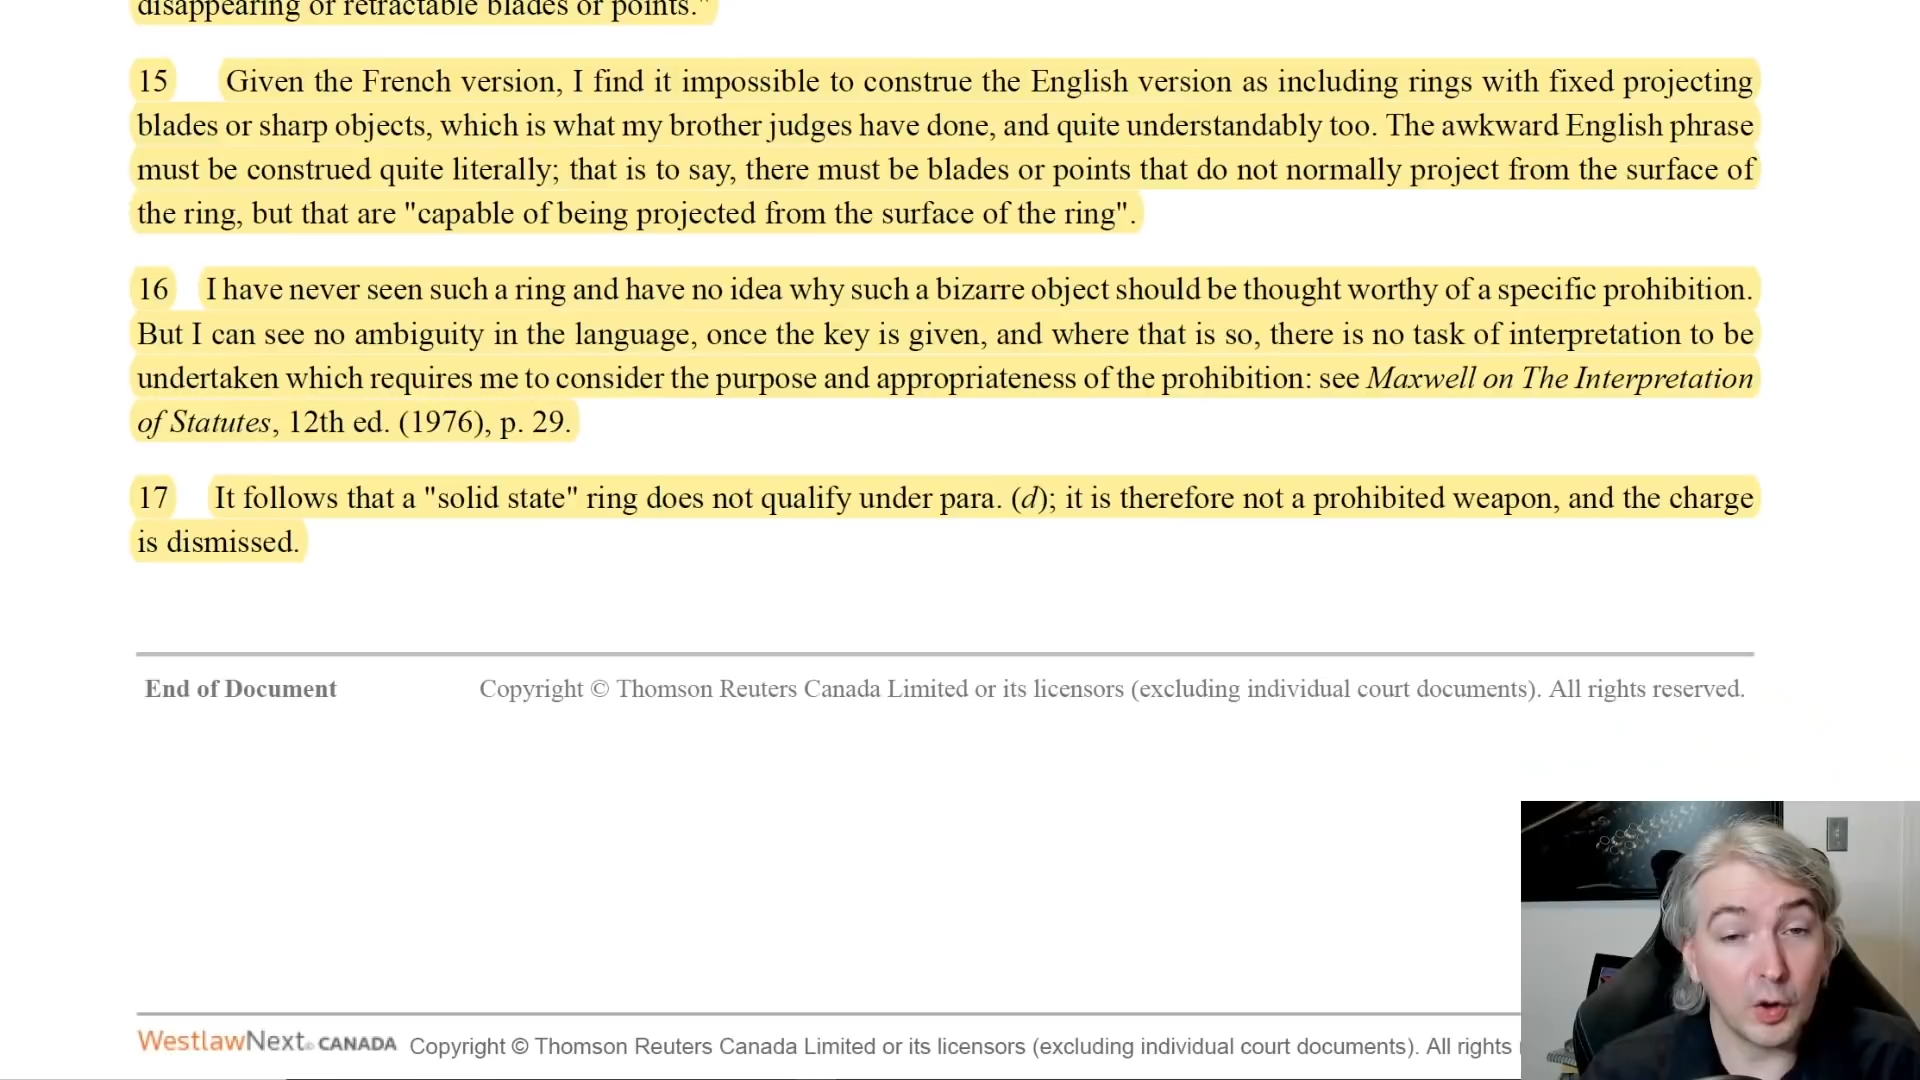 disappearing or retractable blades or points."
15 Given the French version, I find it impossible to construe the English version as including rings with fixed projecting
blades or sharp objects, which is what my brother judges have done, and quite understandably too. The awkward English phrase
must be construed quite literally; that is to say, there must be blades or points that do not normally project from the surface of
the ring, but that are "capable of being projected from the surface of the ring".
16 I have never seen such a ring and have no idea why such a bizarre object should be thought worthy of a specific prohibition.
But I can see no ambiguity in the language, once the key is given, and where that is so, there is no task of interpretation to be
undertaken which requires me to consider the purpose and appropriateness of the prohibition: see Maxwell on The Interpretation
of Statutes, 12th ed. (1976), p. 29.
17 It follows that a "solid state" ring does not qualify under para. (d); it is therefore not a prohibited weapon, and the charge
is dismissed.
End of Document Copyright © Thomson Reuters Canada Limited or its licensors (excluding individual court documents). All rights reserved.
WestlawNext. CANADA Copyright © Thomson Reuters Canada Limited or its licensors (excluding individual court documents). All rights